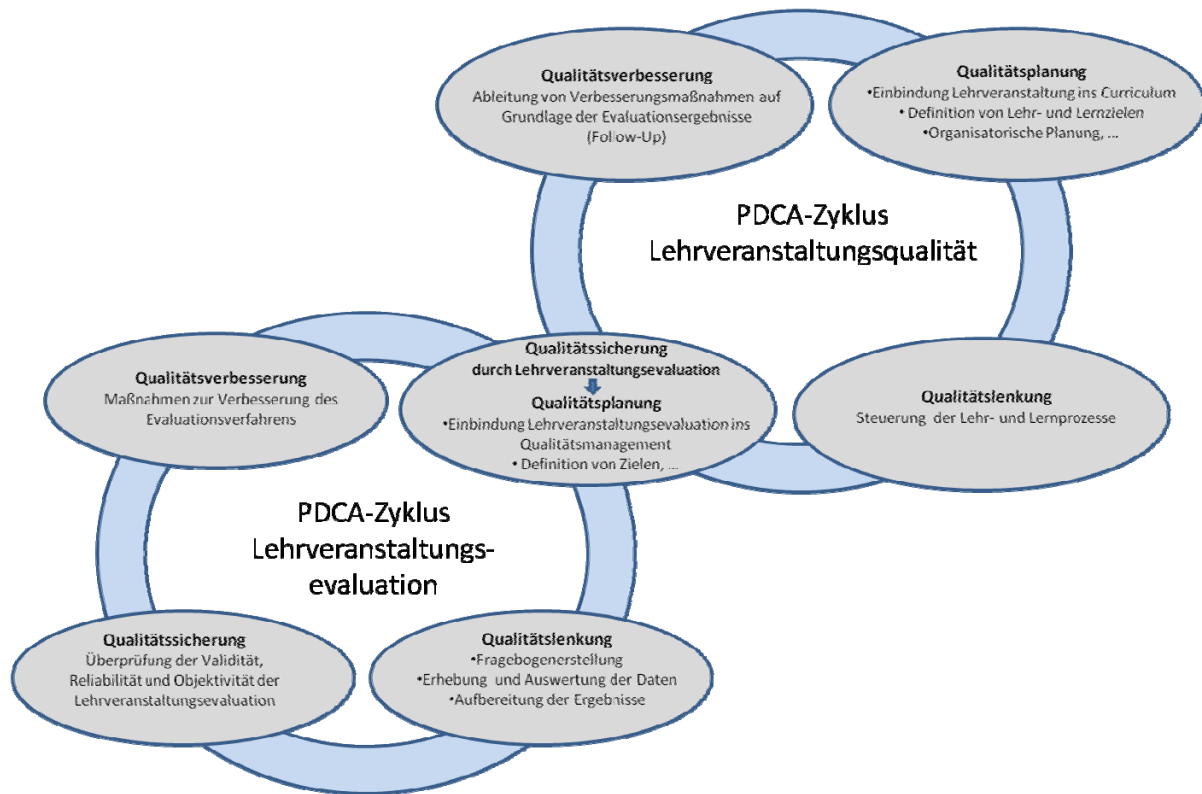 Qualitätsverbesserung
Ableitung von Verbesserungsmaßnahmen auf
Grundlage der Evaluationsergebnisse
(Follow-Up)
Qualitätsplanung
•Einbindung Lehrveranstaltung ins Curriculum
• Definition von Lehr- und Lernzielen
•Organisatorische Planung, ...
PDCA-Zyklus
Lehrveranstaltungsqualität
Qualitätssicherung
durch Lehrveranstaltungsevaluation
Qualitätsplanung
•Einbindung Lehrveranstaltungsevaluation ins
Qualitätsmanagement
• Definition von Zielen, ...
Qualitätslenkung
Steuerung der Lehr- und Lernprozesse
Qualitätsverbesserung
Maßnahmen zur Verbesserung des
Evaluationsverfahrens
PDCA-Zyklus
Lehrveranstaltungs-
evaluation
Qualitätssicherung
Überprüfung der Validität,
Reliabilität und Objektivität der
Lehrveranstaltungsevaluation
Qualitätslenkung
•Fragebogenerstellung
•Erhebung und Auswertung der Daten
•Aufbereitung der Ergebnisse